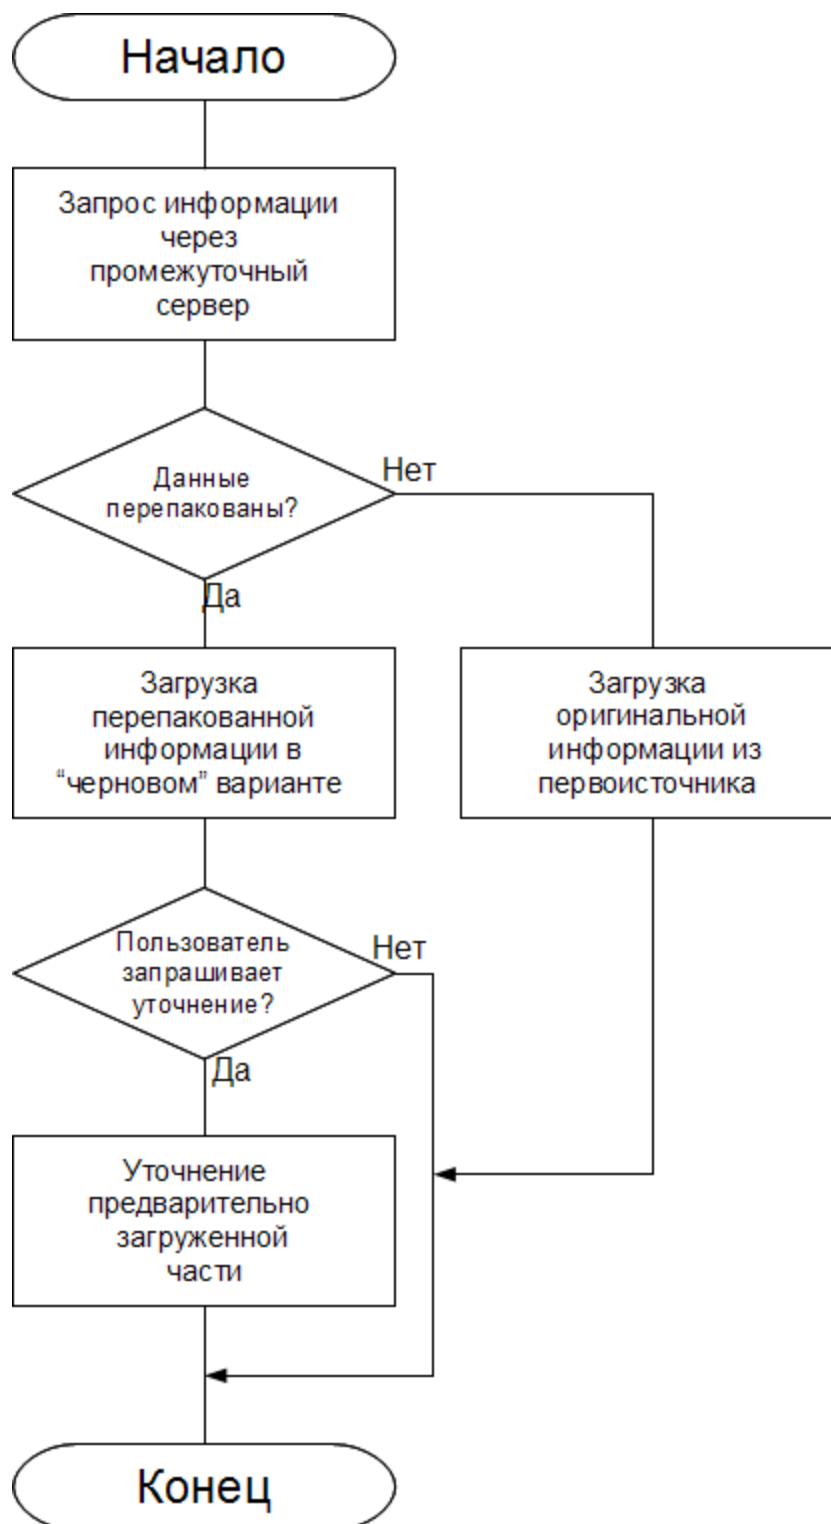 Начало
Запрос информации
через
промежуточный
сервер
Данные
перепакованы?
Нет
Да
Загрузка
перепакованной
информации в
“черновом” варианте
Загрузка
оригинальной
информации из
первоисточника
Пользователь
запрашивает
уточнение?
Нет
Да
Уточнение
предварительно
загруженной
части
Конец